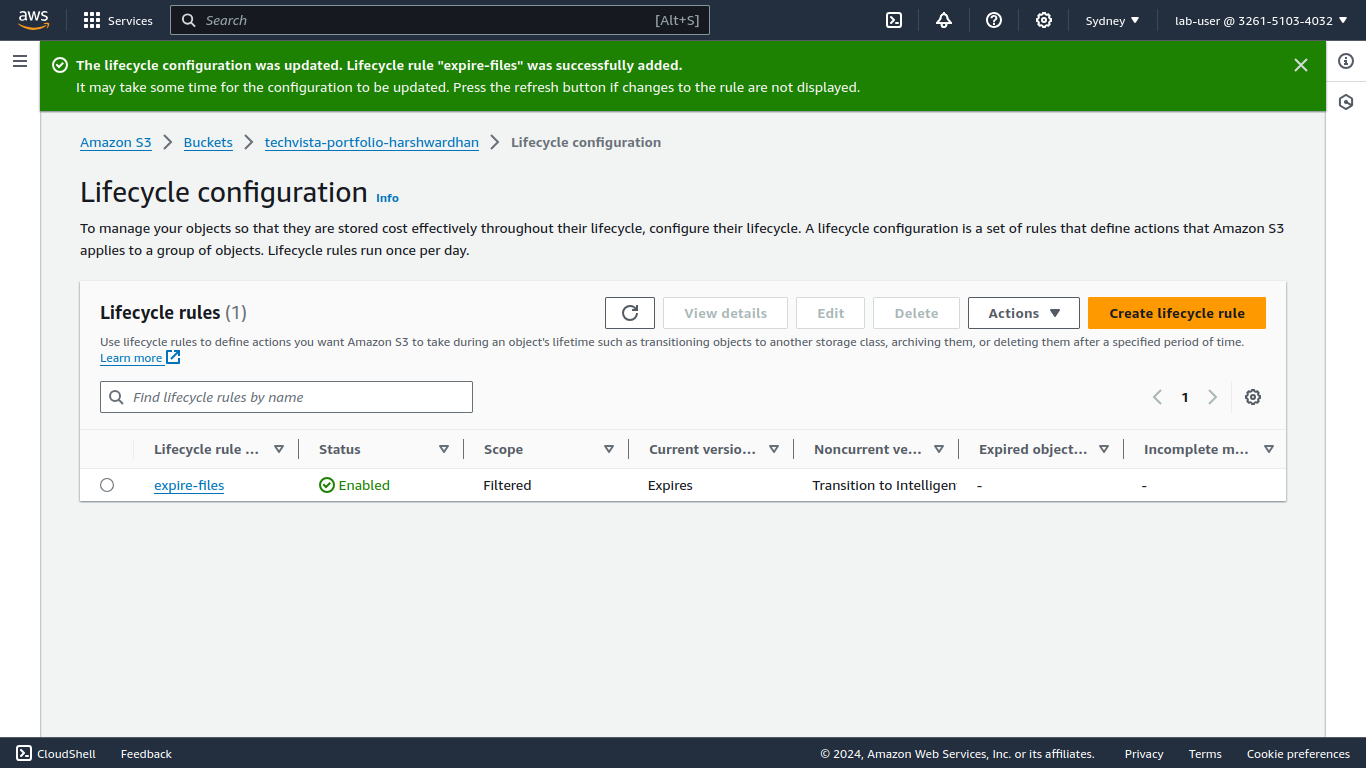 aws Services Search [Alt+S] Sydney lab-user @ 3261-5103-4032
The lifecycle configuration was updated. Lifecycle rule "expire-files" was successfully added.
It may take some time for the configuration to be updated. Press the refresh button if changes to the rule are not displayed.
Amazon S3 Buckets techvista-portfolio-harshwardhan Lifecycle configuration
Lifecycle configuration Info
To manage your objects so that they are stored cost effectively throughout their lifecycle, configure their lifecycle. A lifecycle configuration is a set of rules that define actions that Amazon S3
applies to a group of objects. Lifecycle rules run once per day.
Lifecycle rules (1) View details Edit Delete Actions Create lifecycle rule
Use lifecycle rules to define actions you want Amazon S3 to take during an object's lifetime such as transitioning objects to another storage class, archiving them, or deleting them after a specified period of time.
Learn more
Find lifecycle rules by name 1
Lifecycle rule ... Status Scope Current versio... Noncurrent ve... Expired object... Incomplete m...
expire-files Enabled Filtered Expires Transition to Intelligen - -
CloudShell Feedback © 2024, Amazon Web Services, Inc. or its affiliates. Privacy Terms Cookie preferences